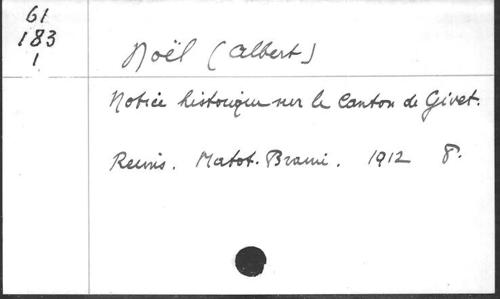 61
183
1
Noël (Albert)
Notice historique sur le Canton de Givet.
Reims. Matot-Braine. 1912 8°.